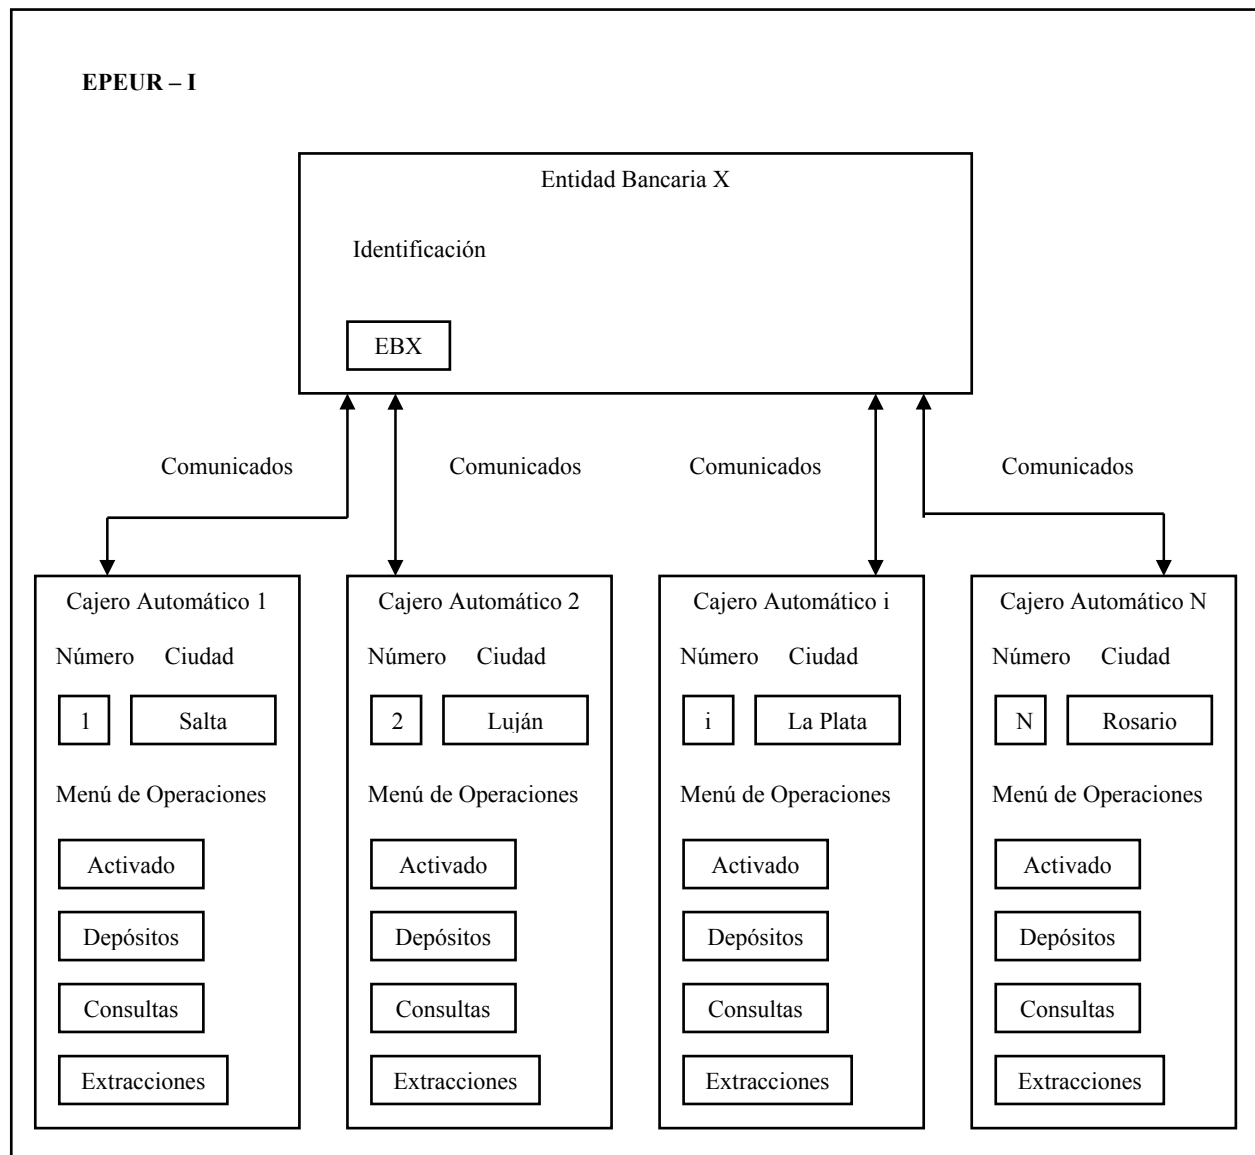 EPEUR – I
Entidad Bancaria X
Identificación
EBX
Comunicados
Comunicados
Comunicados
Comunicados
Cajero Automático 1
Número Ciudad
1 Salta
Menú de Operaciones
Activado
Depósitos
Consultas
Extracciones
Cajero Automático 2
Número Ciudad
2 Luján
Menú de Operaciones
Activado
Depósitos
Consultas
Extracciones
Cajero Automático i
Número Ciudad
i La Plata
Menú de Operaciones
Activado
Depósitos
Consultas
Extracciones
Cajero Automático N
Número Ciudad
N Rosario
Menú de Operaciones
Activado
Depósitos
Consultas
Extracciones